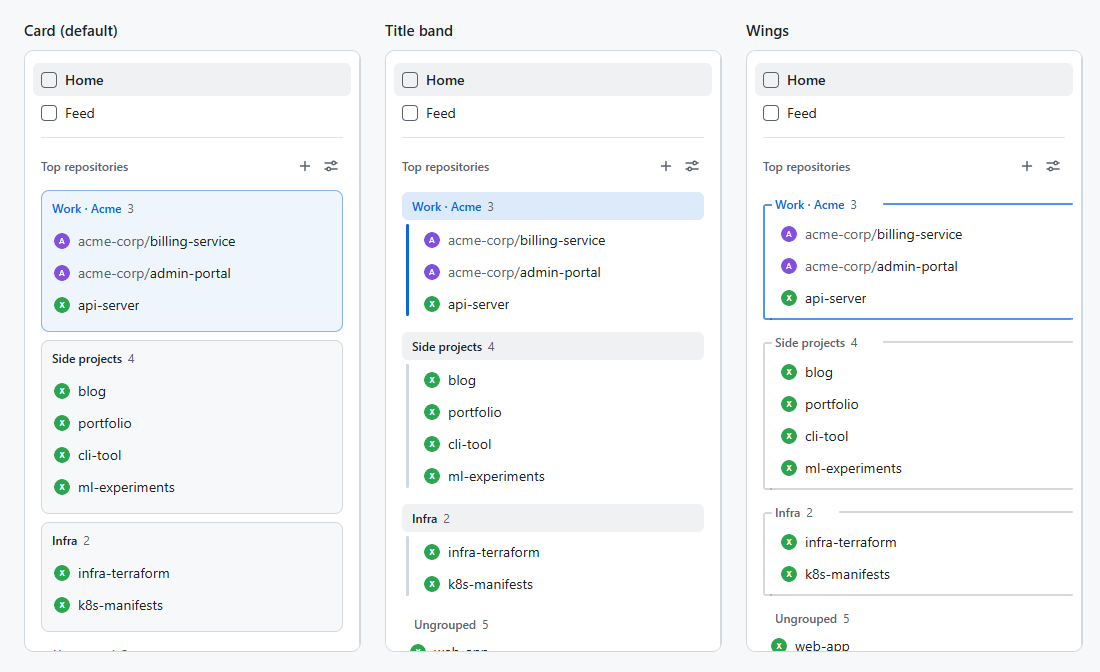 Card (default)
Home
Feed
Top repositories
Work · Acme 3
A acme-corp/billing-service
A acme-corp/admin-portal
X api-server
Side projects 4
X blog
X portfolio
X cli-tool
X ml-experiments
Infra 2
X infra-terraform
X k8s-manifests
Title band
Home
Feed
Top repositories
Work · Acme 3
A acme-corp/billing-service
A acme-corp/admin-portal
X api-server
Side projects 4
X blog
X portfolio
X cli-tool
X ml-experiments
Infra 2
X infra-terraform
X k8s-manifests
Ungrouped 5
Wings
Home
Feed
Top repositories
Work · Acme 3
A acme-corp/billing-service
A acme-corp/admin-portal
X api-server
Side projects 4
X blog
X portfolio
X cli-tool
X ml-experiments
Infra 2
X infra-terraform
X k8s-manifests
Ungrouped 5
X web-app